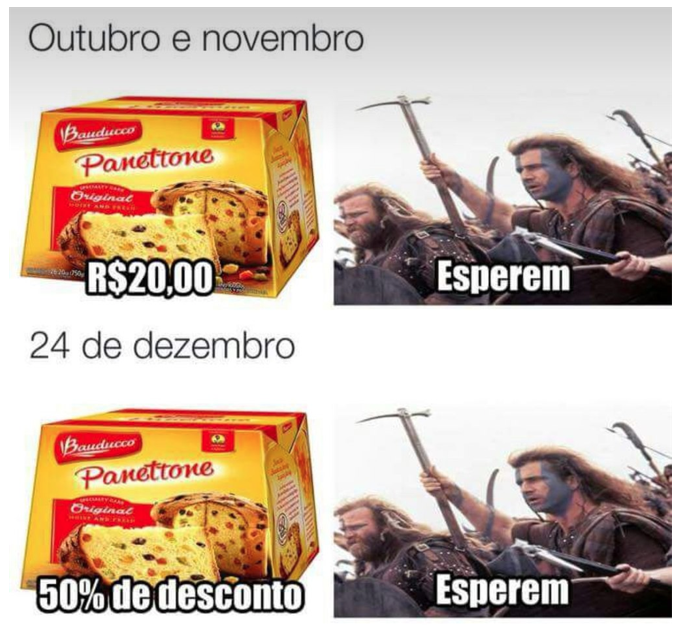 Outubro e novembro
Bauducco
Panettone
Original
R$20,00
Esperem
24 de dezembro
Bauducco
Panettone
Original
50% de desconto
Esperem